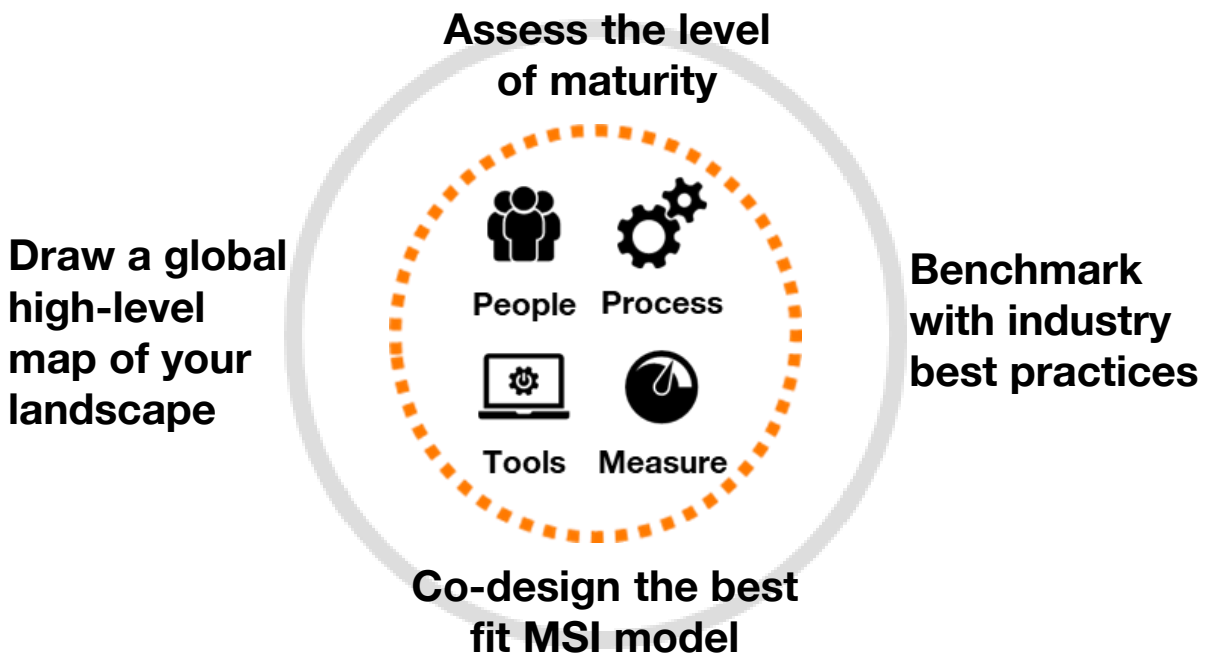 Assess the level
of maturity
Draw a global
high-level
map of your
landscape
People
Process
Tools
Measure
Benchmark
with industry
best practices
Co-design the best
fit MSI model